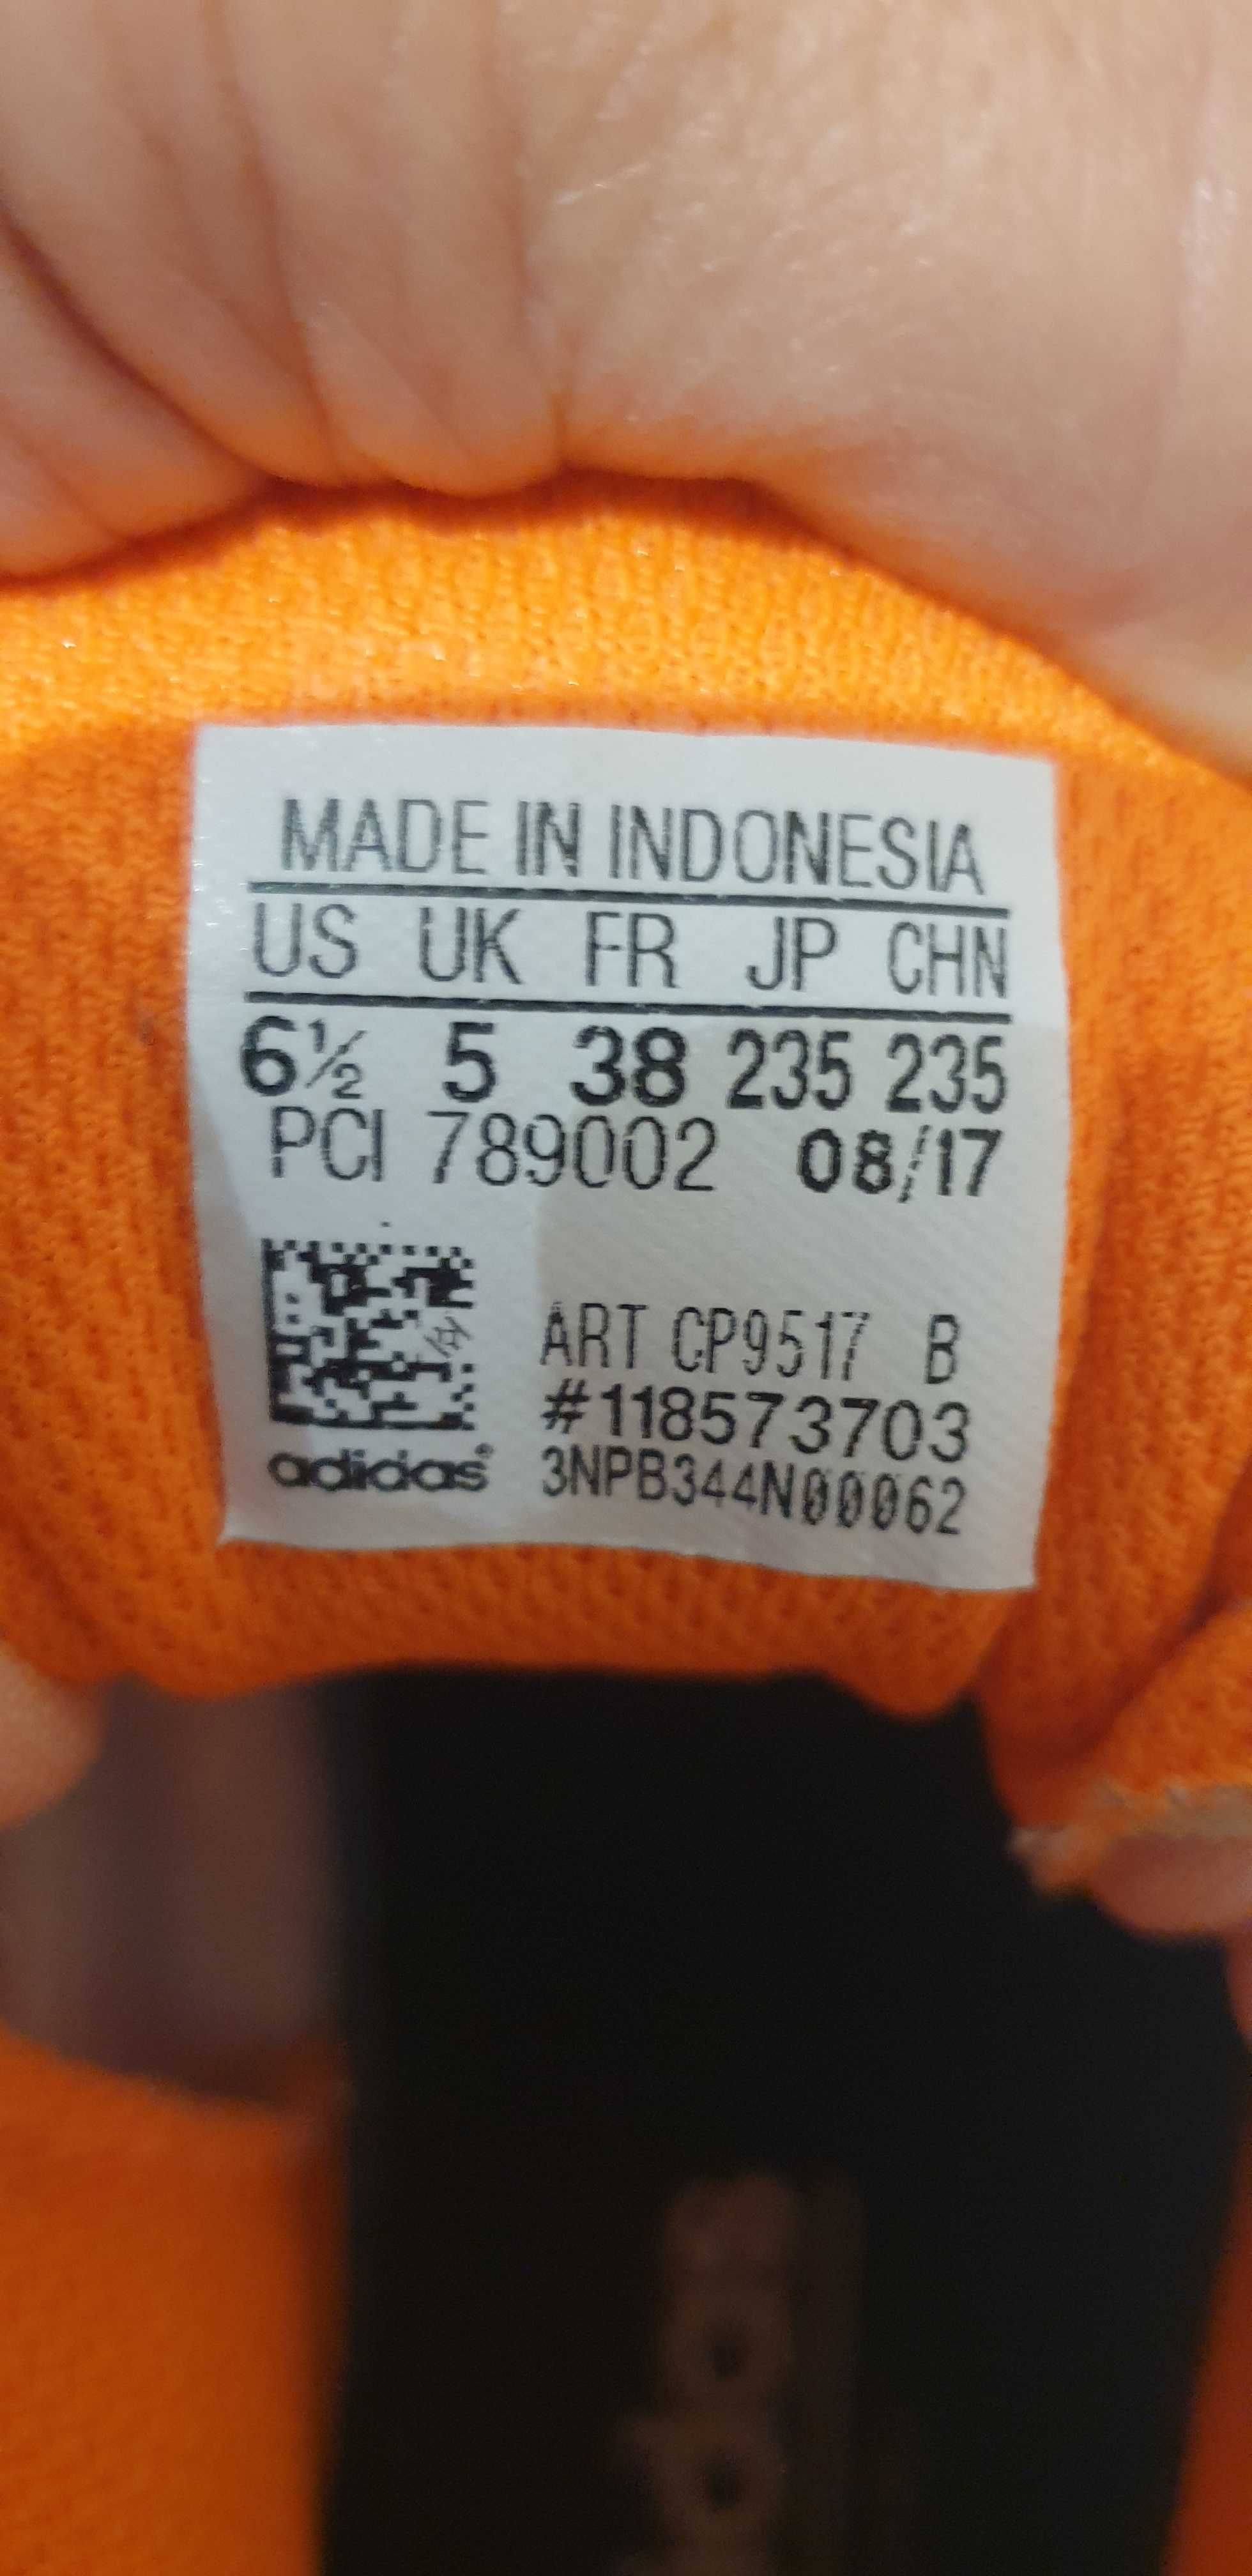 MADE IN INDONESIA
US UK FR JP CHN
6½ 5 38 235 235
PCI 789002 08/17
ART CP9517 B
#118573703
adidas® 3NPB344N00062